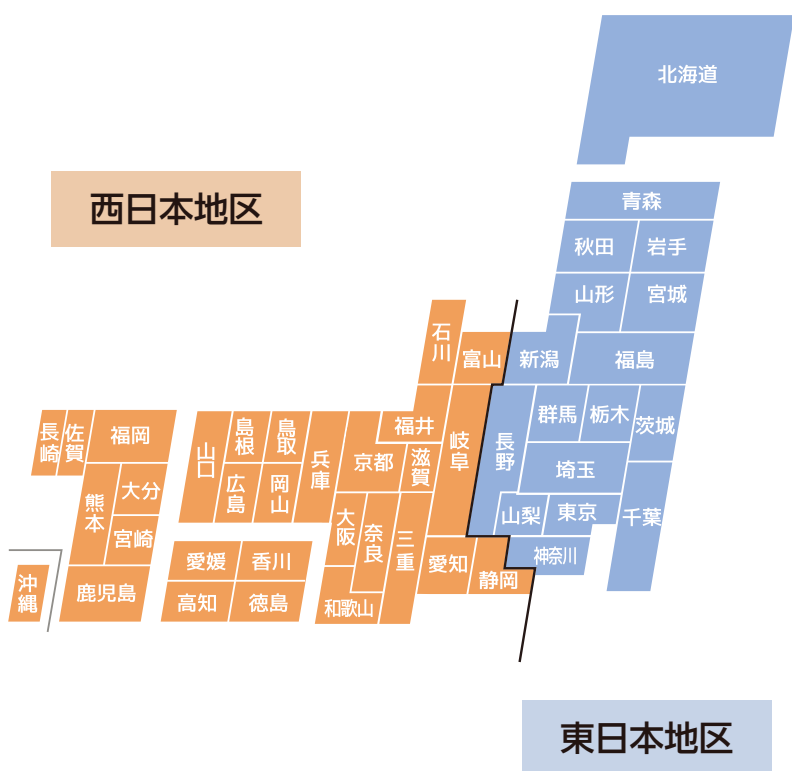 北海道
西日本地区
青森
秋田
岩手
山形
宮城
石川
富山
新潟
福島
長崎
佐賀
福岡
山口
島根
鳥取
兵庫
福井
岐阜
長野
群馬
栃木
茨城
京都
滋賀
埼玉
熊本
大分
広島
岡山
大阪
奈良
三重
山梨
東京
千葉
宮崎
愛媛
香川
愛知
静岡
神奈川
沖縄
鹿児島
高知
徳島
和歌山
東日本地区